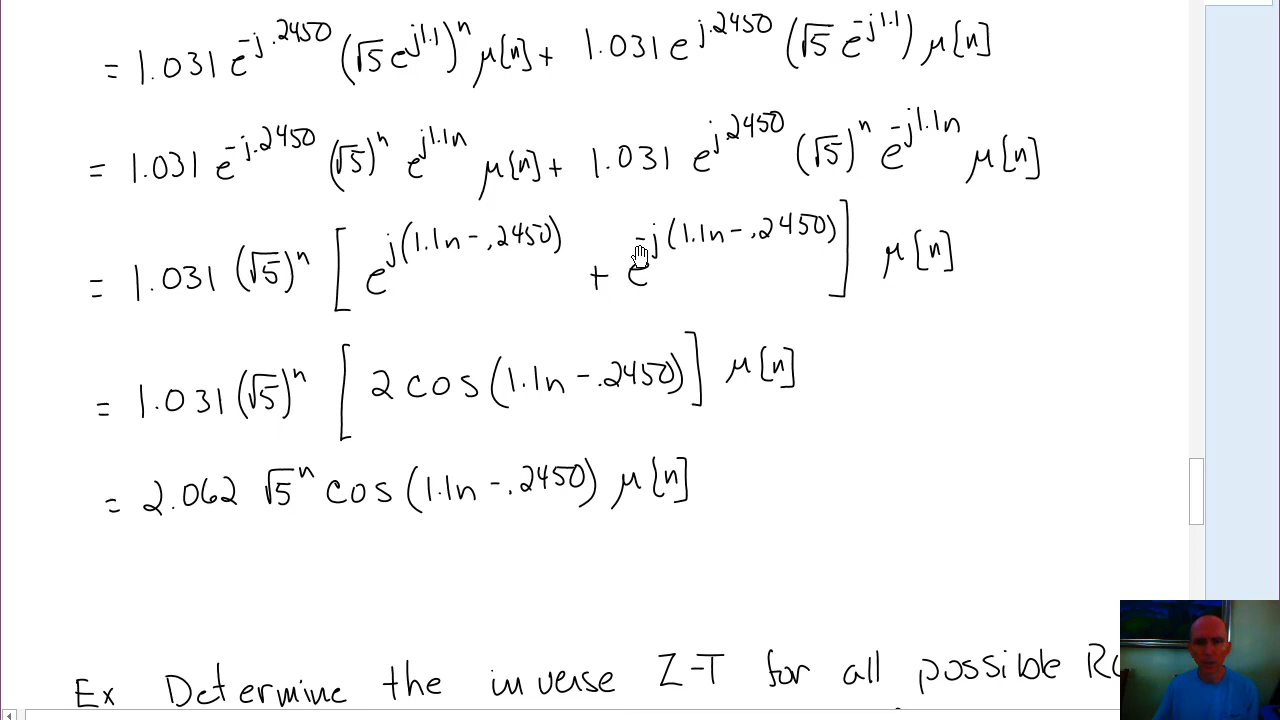 = 1.031 e^{-j.2450} (√5 e^{j1.1})^n μ[n] + 1.031 e^{j.2450} (√5 e^{-j1.1}) μ[n]
= 1.031 e^{-j.2450} (√5)^n e^{j1.1n} μ[n] + 1.031 e^{j.2450} (√5)^n e^{-j1.1n} μ[n]
= 1.031 (√5)^n [ e^{j(1.1n - .2450)} + e^{-j(1.1n - .2450)} ] μ[n]
= 1.031 (√5)^n [ 2 cos (1.1n - .2450) ] μ[n]
= 2.062 √5^n cos (1.1n - .2450) μ[n]
Ex Determine the inverse Z-T for all possible